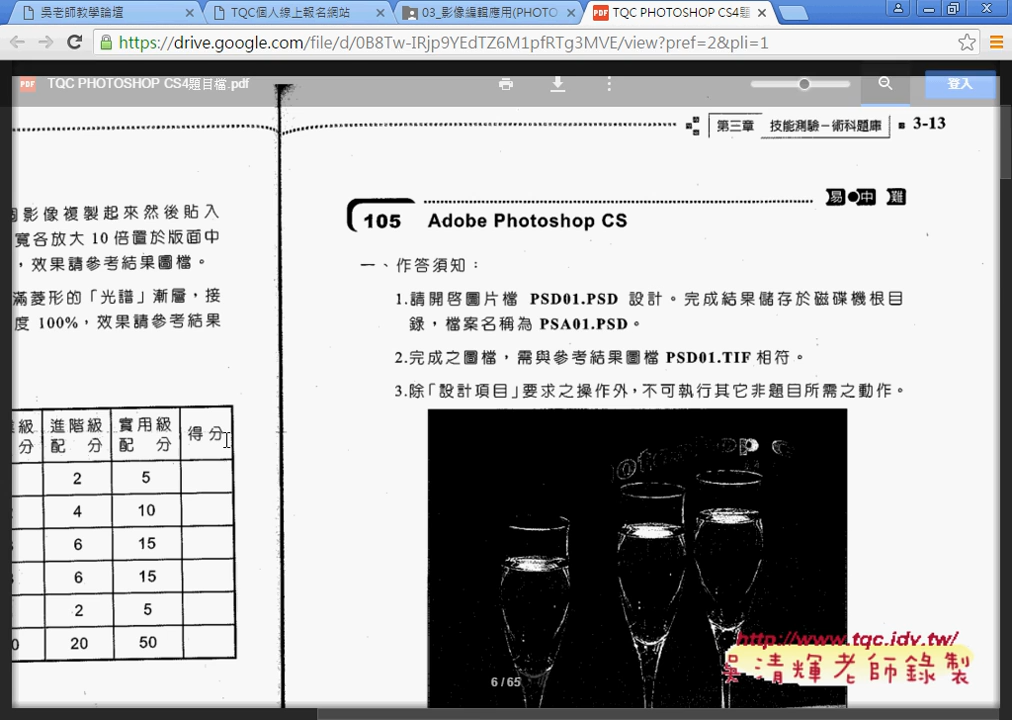 吳老師教學論壇
TQC個人線上報名網站
03_影像編輯應用(PHOTO
TQC PHOTOSHOP CS4題
https://drive.google.com/file/d/0B8Tw-IRjp9YEdTZ6M1pfRTg3MVE/view?pref=2&pli=1
PDF TQC PHOTOSHOP CS4題目檔.pdf
登入
第三章 技能測驗－術科題庫 3-13
影像複製起來然後貼入
寬各放大 10 倍置於版面中
，效果請參考結果圖檔。
滿菱形的「光譜」漸層，接
度 100%，效果請參考結果
級分 進階級配分 實用級配分 得分
2 5
4 10
6 15
6 15
2 5
0 20 50
易 中 難
105 Adobe Photoshop CS
一、作答須知：
1.請開啓圖片檔 PSD01.PSD 設計。完成結果儲存於磁碟機根目
錄，檔案名稱為 PSA01.PSD。
2.完成之圖檔，需與參考結果圖檔 PSD01.TIF 相符。
3.除「設計項目」要求之操作外，不可執行其它非題目所需之動作。
otoshop c
http://www.tqc.idv.tw/
吳清輝老師錄製
6 / 65